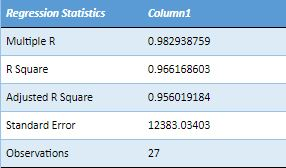 Regression Statistics Column1
Multiple R 0.982938759
R Square 0.966168603
Adjusted R Square 0.956019184
Standard Error 12383.03403
Observations 27